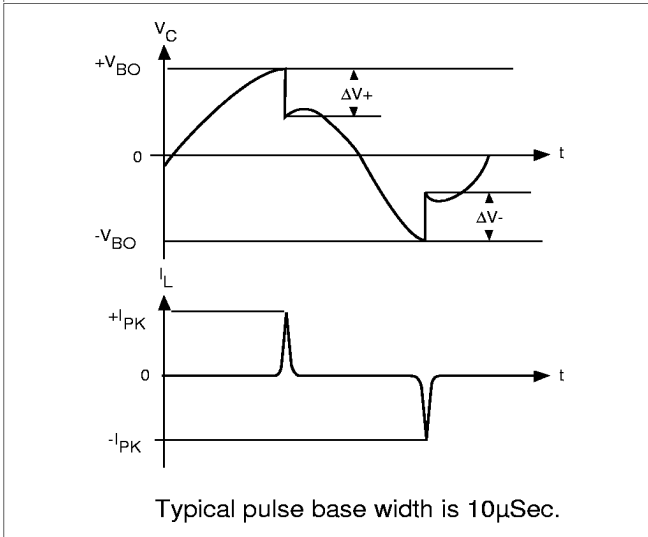 V_C
+V_BO
ΔV+
0
t
ΔV-
-V_BO
I_L
+I_PK
0
t
-I_PK
Typical pulse base width is 10µSec.